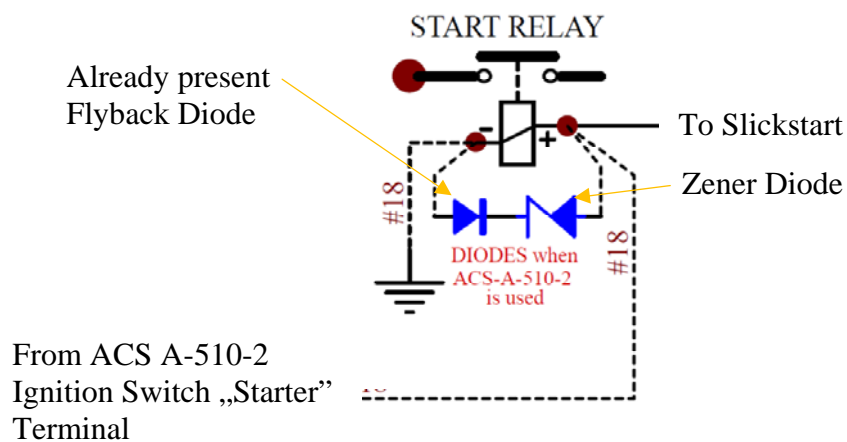 START RELAY
Already present
Flyback Diode
-
+
To Slickstart
Zener Diode
#18
#18
DIODES when
ACS-A-510-2
is used
From ACS A-510-2
Ignition Switch „Starter”
Terminal